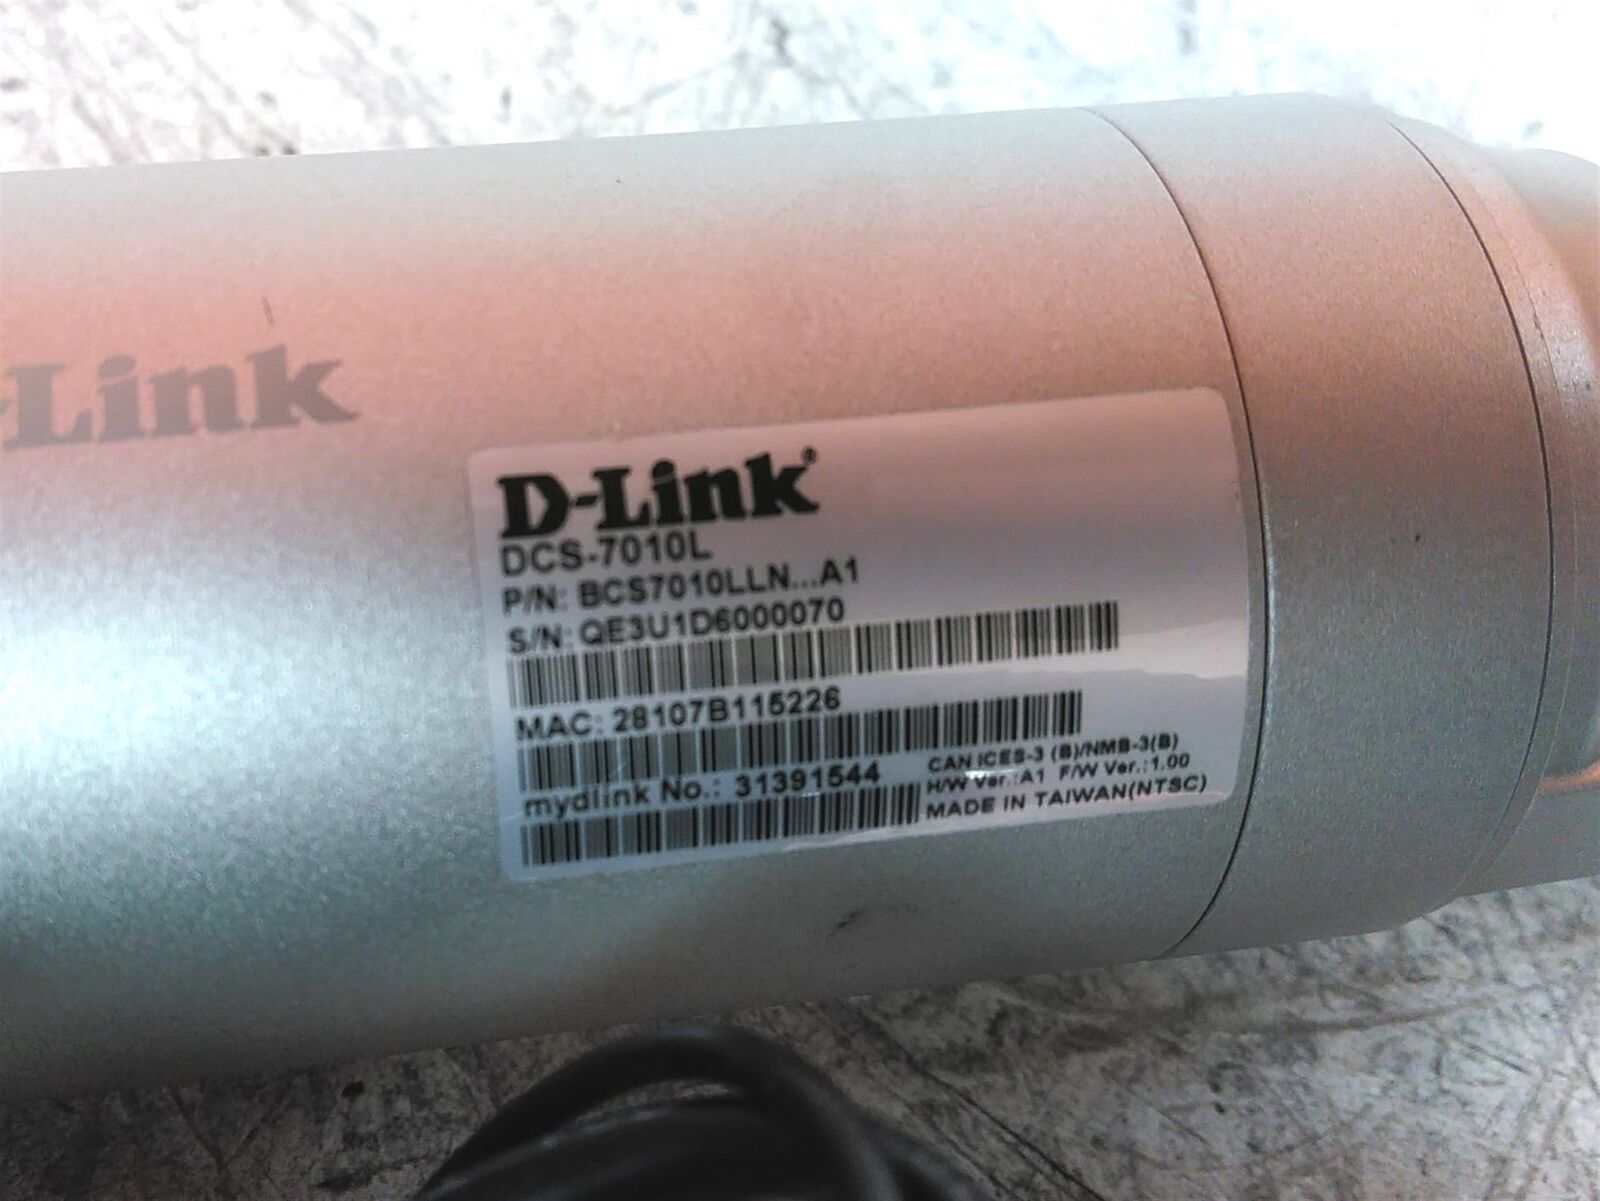 -Link
D-Link®
DCS-7010L
P/N: BCS7010LLN...A1
S/N: QE3U1D6000070
MAC: 28107B115226
mydlink No.: 31391544
CAN ICES-3 (B)/NMB-3(B)
H/W Ver.:A1 F/W Ver.:1.00
MADE IN TAIWAN(NTSC)